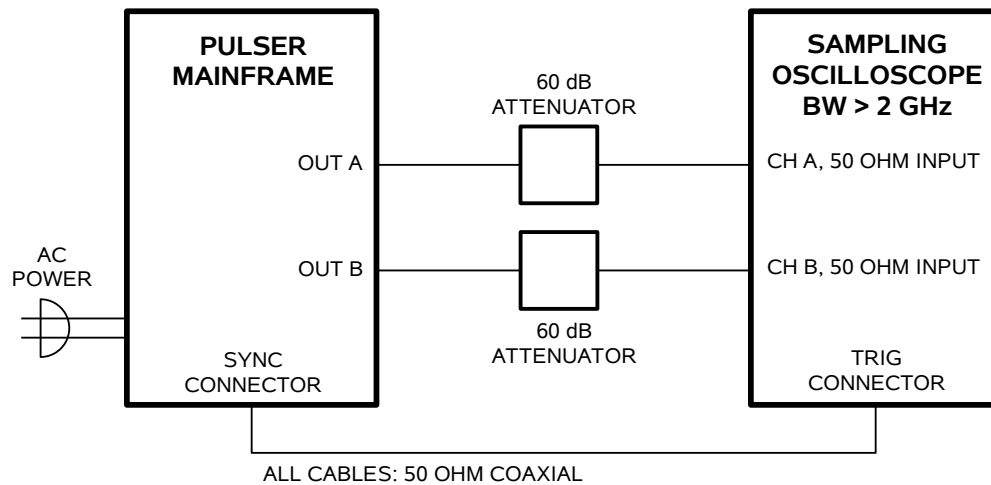 PULSER
MAINFRAME
OUT A
OUT B
SYNC
CONNECTOR
AC
POWER
60 dB
ATTENUATOR
60 dB
ATTENUATOR
SAMPLING
OSCILLOSCOPE
BW > 2 GHz
CH A, 50 OHM INPUT
CH B, 50 OHM INPUT
TRIG
CONNECTOR
ALL CABLES: 50 OHM COAXIAL